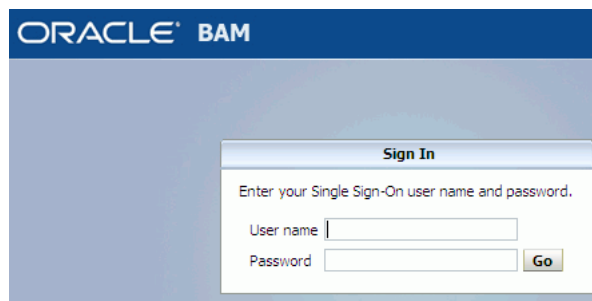 ORACLE BAM
Sign In
Enter your Single Sign-On user name and password.
User name
Password Go